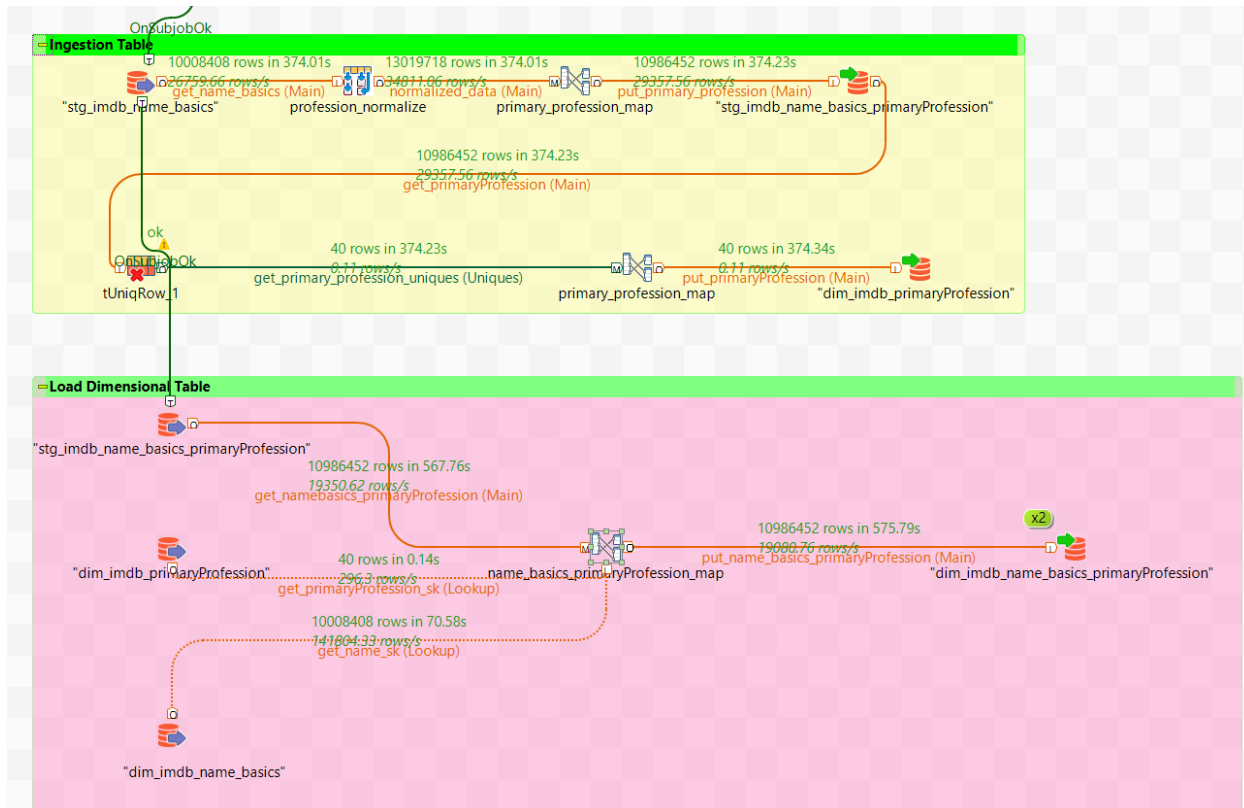 OnSubjobOk
Ingestion Table
10008408 rows in 374.01s
26759.66 rows/s
get_name_basics (Main)
13019718 rows in 374.01s
34811.06 rows/s
normalized_data (Main)
10986452 rows in 374.23s
29357.56 rows/s
put_primary_profession (Main)
"stg_imdb_name_basics"
profession_normalize
primary_profession_map
"stg_imdb_name_basics_primaryProfession"
10986452 rows in 374.23s
29357.56 rows/s
get_primaryProfession (Main)
ok
OnSubjobOk
40 rows in 374.23s
0.11 rows/s
get_primary_profession_uniques (Uniques)
40 rows in 374.34s
0.11 rows/s
put_primaryProfession (Main)
tUniqRow_1
primary_profession_map
"dim_imdb_primaryProfession"
Load Dimensional Table
"stg_imdb_name_basics_primaryProfession"
10986452 rows in 567.76s
19350.62 rows/s
get_namebasics_primaryProfession (Main)
x2
10986452 rows in 575.79s
19080.76 rows/s
put_name_basics_primaryProfession (Main)
"dim_imdb_primaryProfession"
40 rows in 0.14s
296.3 rows/s
get_primaryProfession_sk (Lookup)
name_basics_primaryProfession_map
"dim_imdb_name_basics_primaryProfession"
10008408 rows in 70.58s
141804.33 rows/s
get_name_sk (Lookup)
"dim_imdb_name_basics"